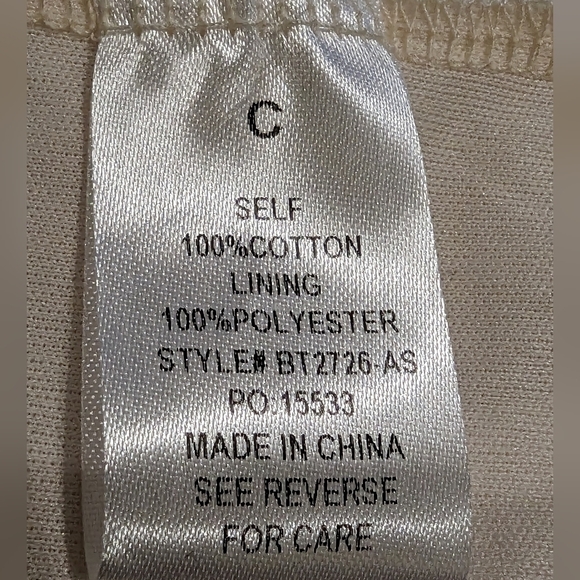 C
SELF
100%COTTON
LINING
100%POLYESTER
STYLE# BT2726-AS
PO.15533
MADE IN CHINA
SEE REVERSE
FOR CARE